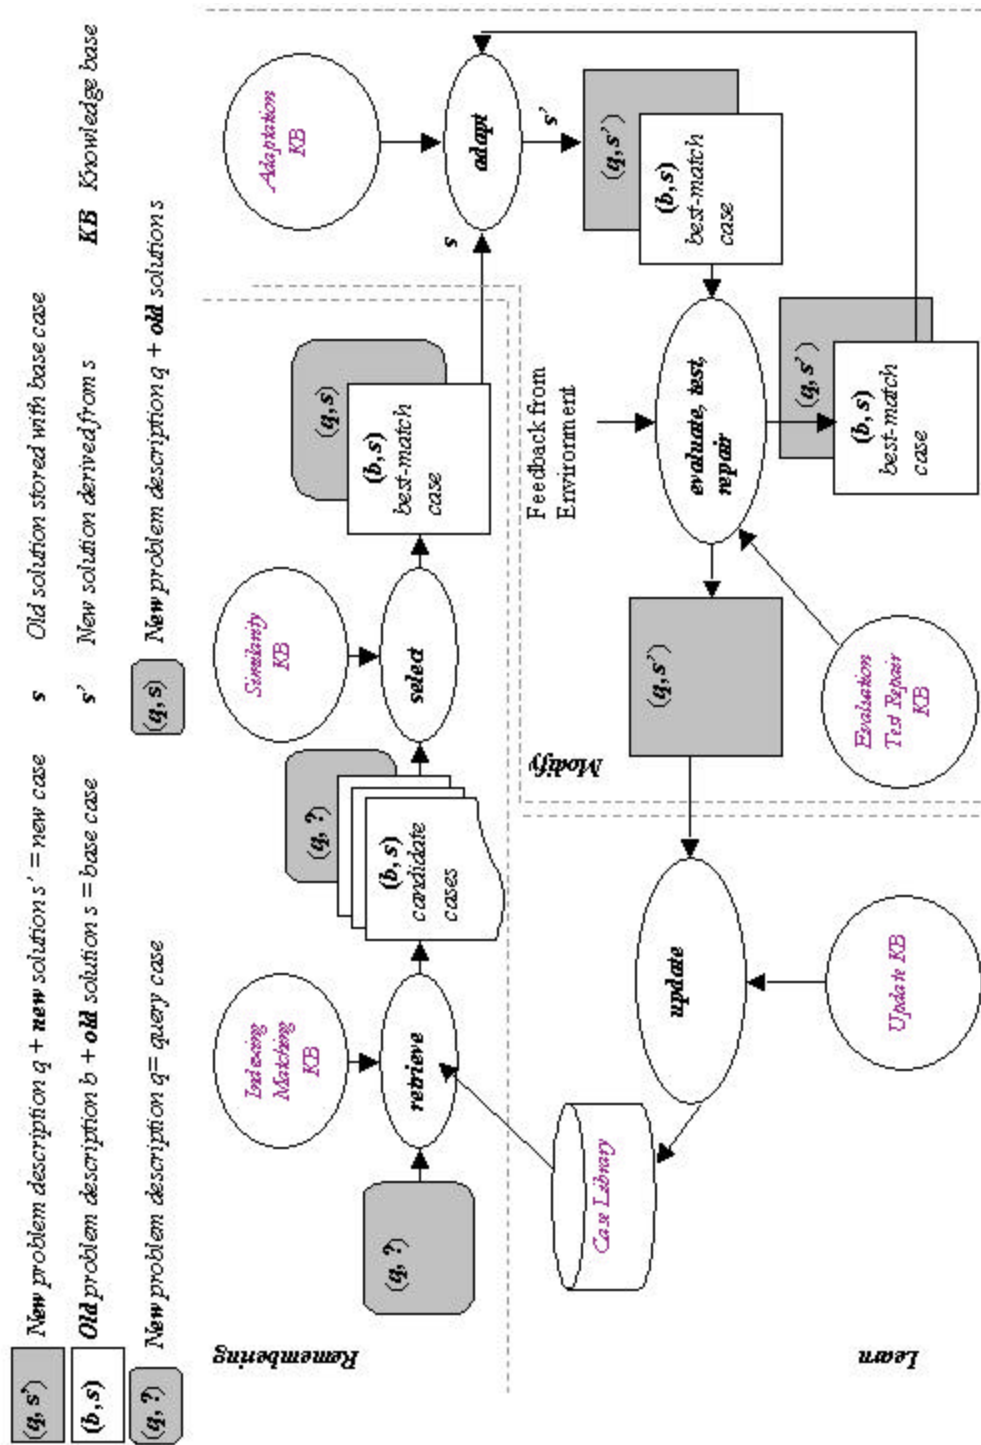 (q,s') New problem description q + new solution s' = new case
s Old solution stored with base case
(b,s) Old problem description b + old solution s = base case
s' New solution derived from s
KB Knowledge base
(q,?) New problem description q= query case
(q,s) New problem description q + old solution s
Remembering
Indexing
Matching
KB
Similarity
KB
Adaptation
KB
(q,?)
retrieve
(q,?)
(b,s)
candidate
cases
select
(q,s)
(b,s)
best-match
case
s
adapt
s'
Modify
Feedback from
Environment
(q,s')
(b,s)
best-match
case
evaluate, test,
repair
(q,s')
(q,s')
(b,s)
best-match
case
Evaluation
Test Repair
KB
Learn
Case Library
update
Update KB